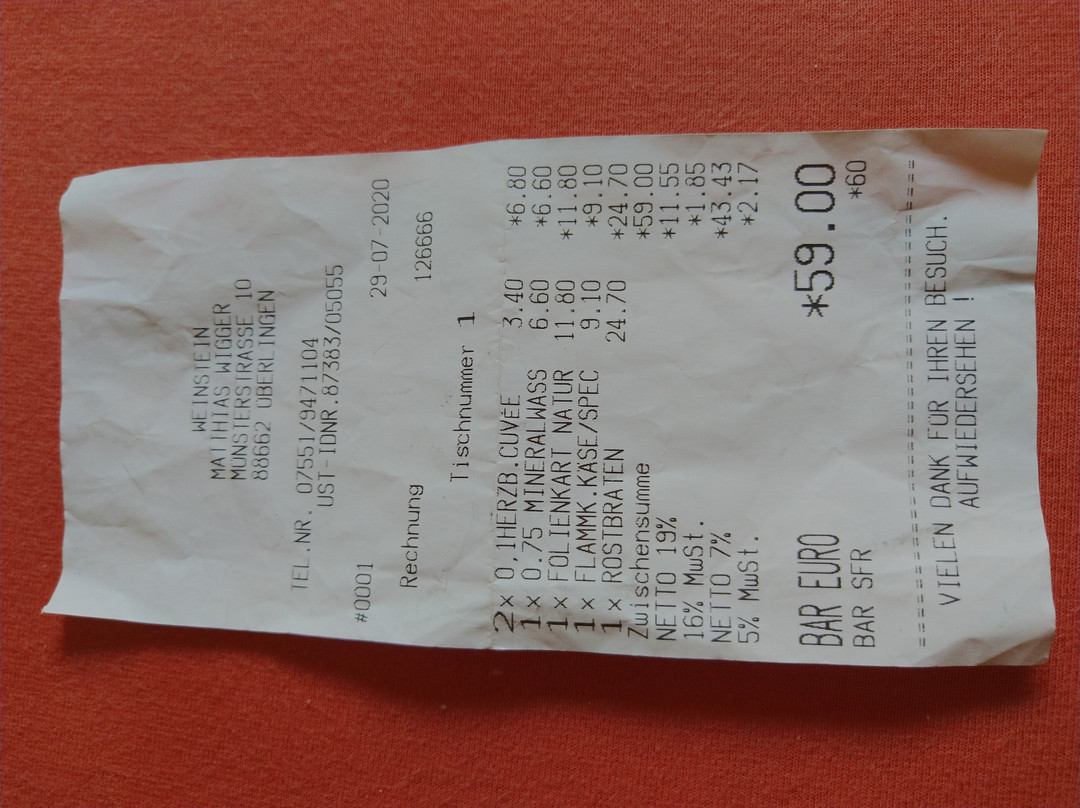 WEINSTEIN
MATTHIAS WIGGER
MÜNSTERSTRASSE 10
88662 ÜBERLINGEN
TEL.NR. 07551/9471104
UST-IDNR.87383/05055
#0001 29-07-2020
Rechnung 126666
Tischnummer 1
2x 0,1HERZB.CUVÉE 3.40 *6.80
1x 0.75 MINERALWASS 6.60 *6.60
1x FOLIENKART NATUR 11.80 *11.80
1x FLAMMK.KÄSE/SPEC 9.10 *9.10
1x ROSTBRATEN 24.70 *24.70
Zwischensumme *59.00
NETTO 19% *11.55
16% MwSt. *1.85
NETTO 7% *43.43
5% MwSt. *2.17
BAR EURO *59.00
BAR SFR *60
VIELEN DANK FÜR IHREN BESUCH.
AUFWIEDERSEHEN !